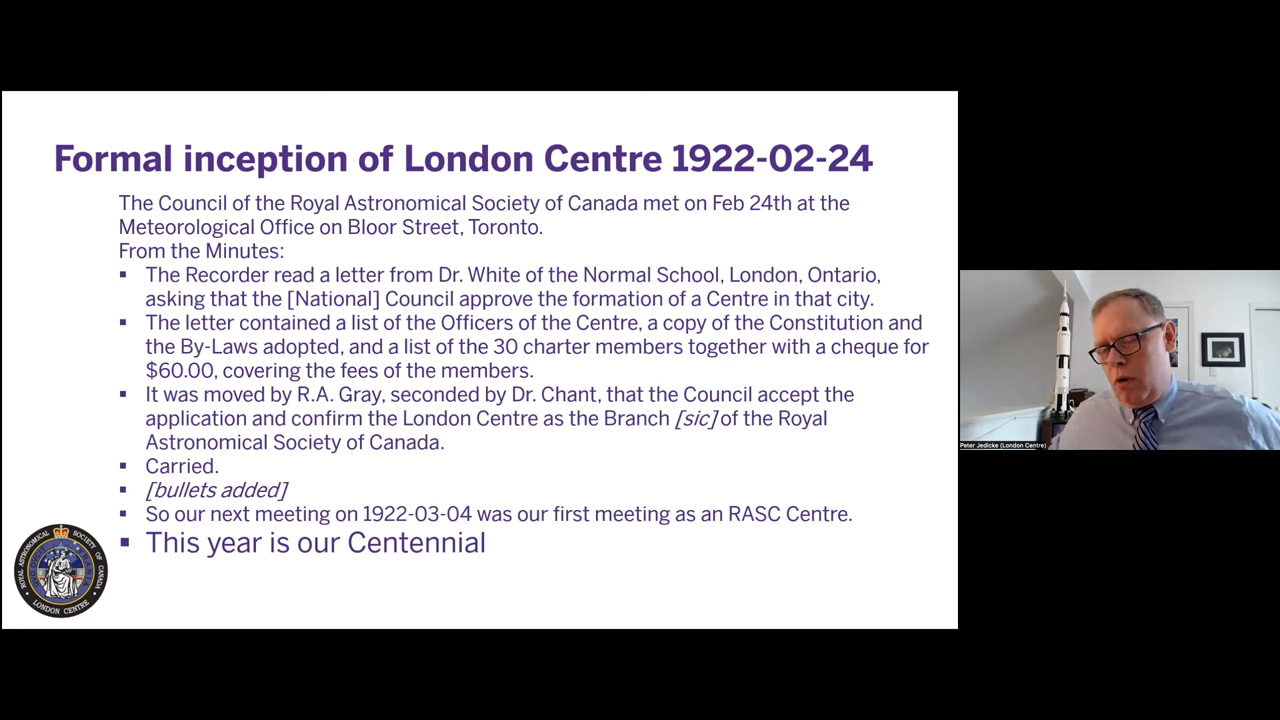 Formal inception of London Centre 1922-02-24
The Council of the Royal Astronomical Society of Canada met on Feb 24th at the
Meteorological Office on Bloor Street, Toronto.
From the Minutes:
▪ The Recorder read a letter from Dr. White of the Normal School, London, Ontario,
asking that the [National] Council approve the formation of a Centre in that city.
▪ The letter contained a list of the Officers of the Centre, a copy of the Constitution and
the By-Laws adopted, and a list of the 30 charter members together with a cheque for
$60.00, covering the fees of the members.
▪ It was moved by R.A. Gray, seconded by Dr. Chant, that the Council accept the
application and confirm the London Centre as the Branch [sic] of the Royal
Astronomical Society of Canada.
▪ Carried.
▪ [bullets added]
▪ So our next meeting on 1922-03-04 was our first meeting as an RASC Centre.
▪ This year is our Centennial
ROYAL ASTRONOMICAL SOCIETY OF CANADA
LONDON CENTRE
Peter Jedicke (London Centre)